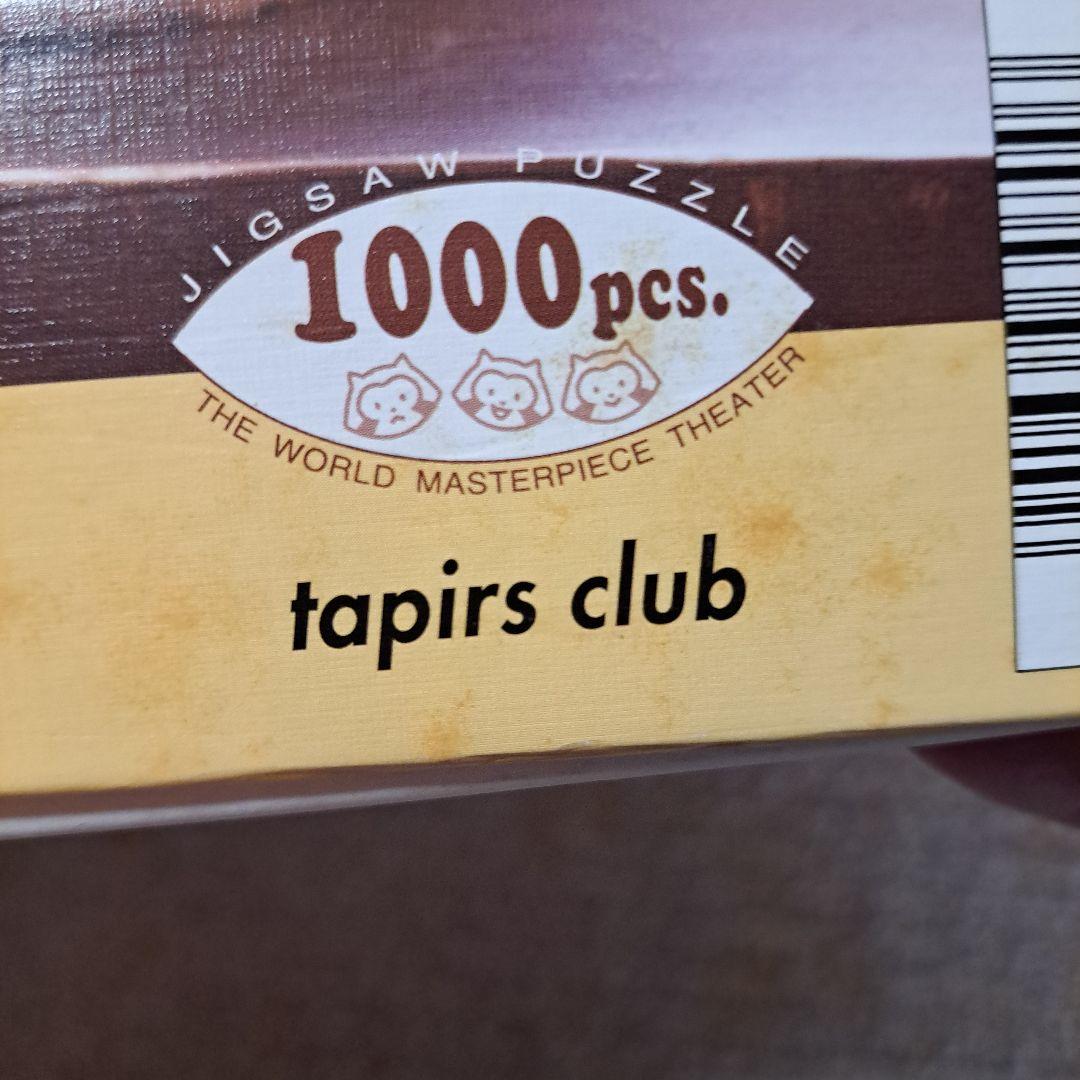 JIGSAW PUZZLE
1000pcs.
THE WORLD MASTERPIECE THEATER
tapirs club